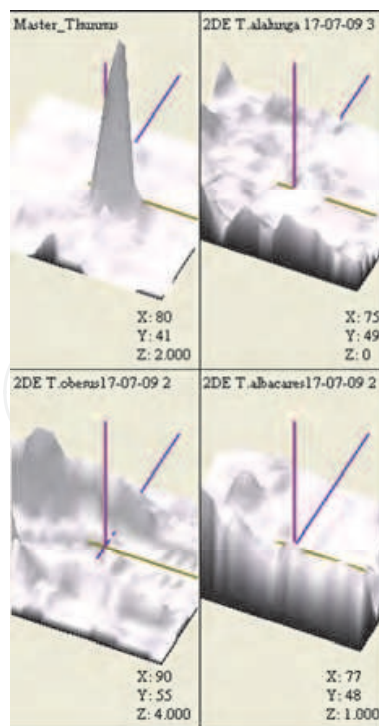 Master_Thunnus
X: 80
Y: 41
Z: 2.000
2DE T.alalunga 17-07-09 3
X: 75
Y: 49
Z: 0
2DE T.obesus17-07-09 2
X: 90
Y: 55
Z: 4.000
2DE T.albacares17-07-09 2
X: 77
Y: 48
Z: 1.000